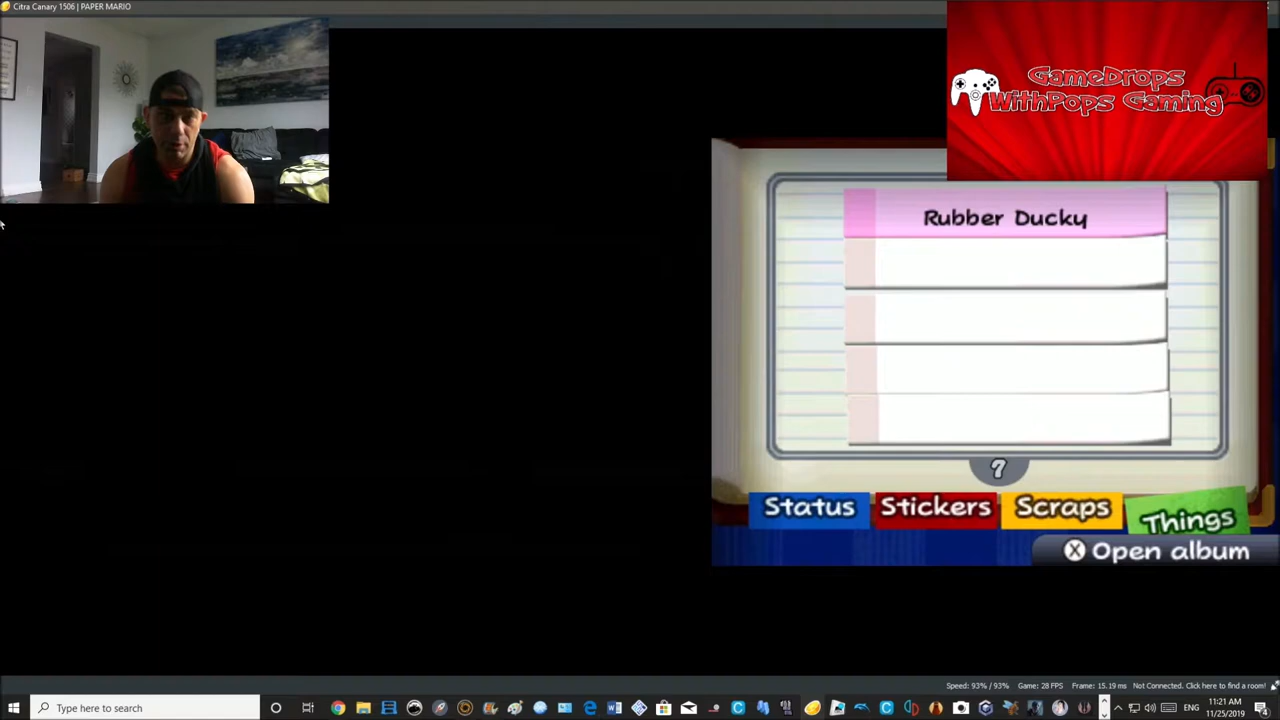 Citra Canary 1506 | PAPER MARIO
GameDrops
WithPops Gaming
Rubber Ducky
?
Status
Stickers
Scraps
Things
X Open album
Speed: 93% / 93%
Game: 28 FPS
Frame: 15.19 ms
Not Connected. Click here to find a room!
Type here to search
ENG
11:21 AM
11/25/2019